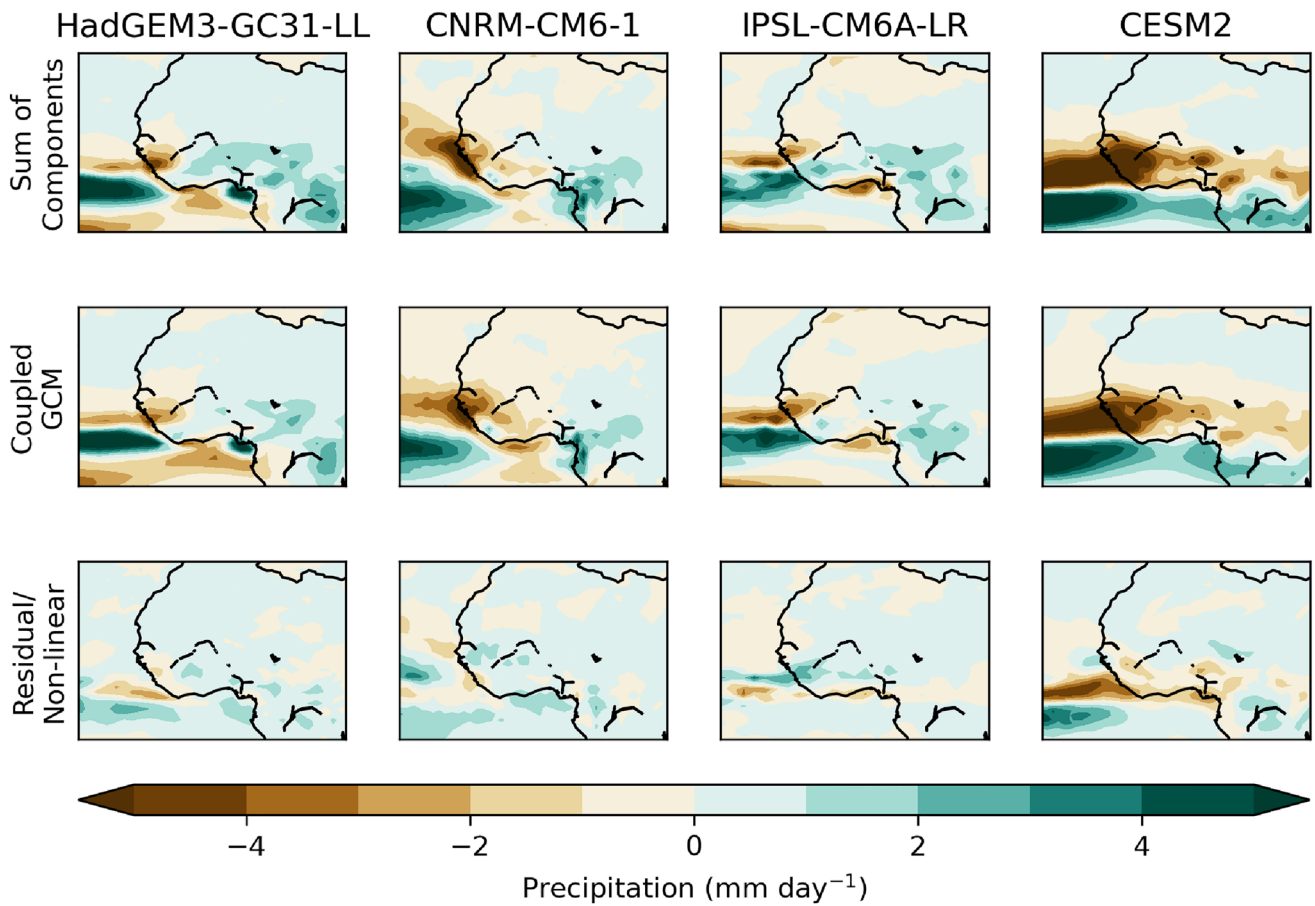 HadGEM3-GC31-LL CNRM-CM6-1 IPSL-CM6A-LR CESM2
Sum of
Components
Coupled
GCM
Residual/
Non-linear
−4 −2 0 2 4
Precipitation (mm day⁻¹)